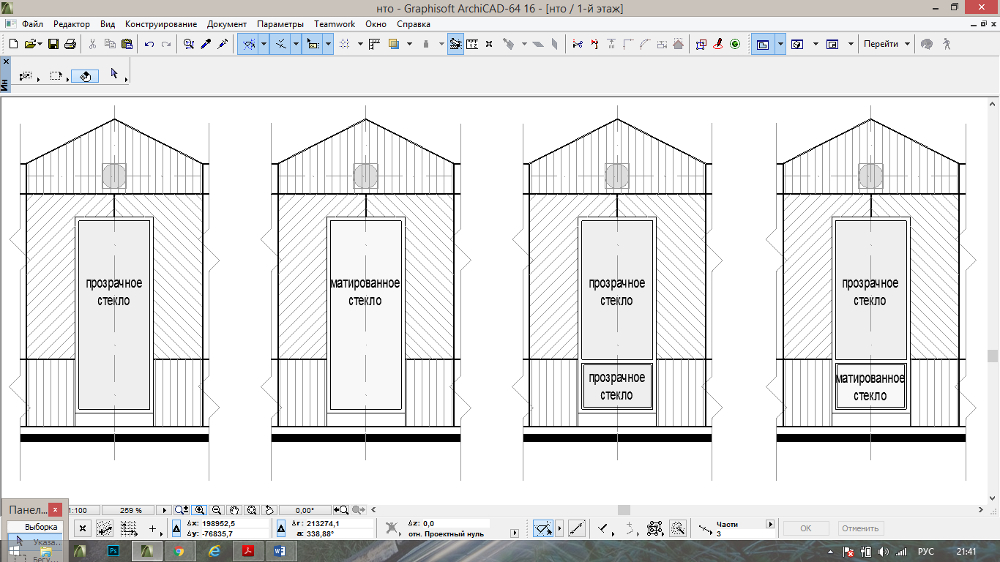 нто - Graphisoft ArchiCAD-64 16 - [нто / 1-й этаж]
Файл Редактор Вид Конструирование Документ Параметры Teamwork Окно Справка
Перейти
Ин
прозрачное
стекло
матированное
стекло
прозрачное
стекло
прозрачное
стекло
прозрачное
стекло
матированное
стекло
1:100 259 % 0,00°
Панел...
Выборка
Указа...
Бегу...
Δx: 198952,5
Δy: -76835,7
Δr: 213274,1
a: 338,88°
Δz: 0,0
отн. Проектный нуль
Части
3
ОК
Отменить
РУС
21:41